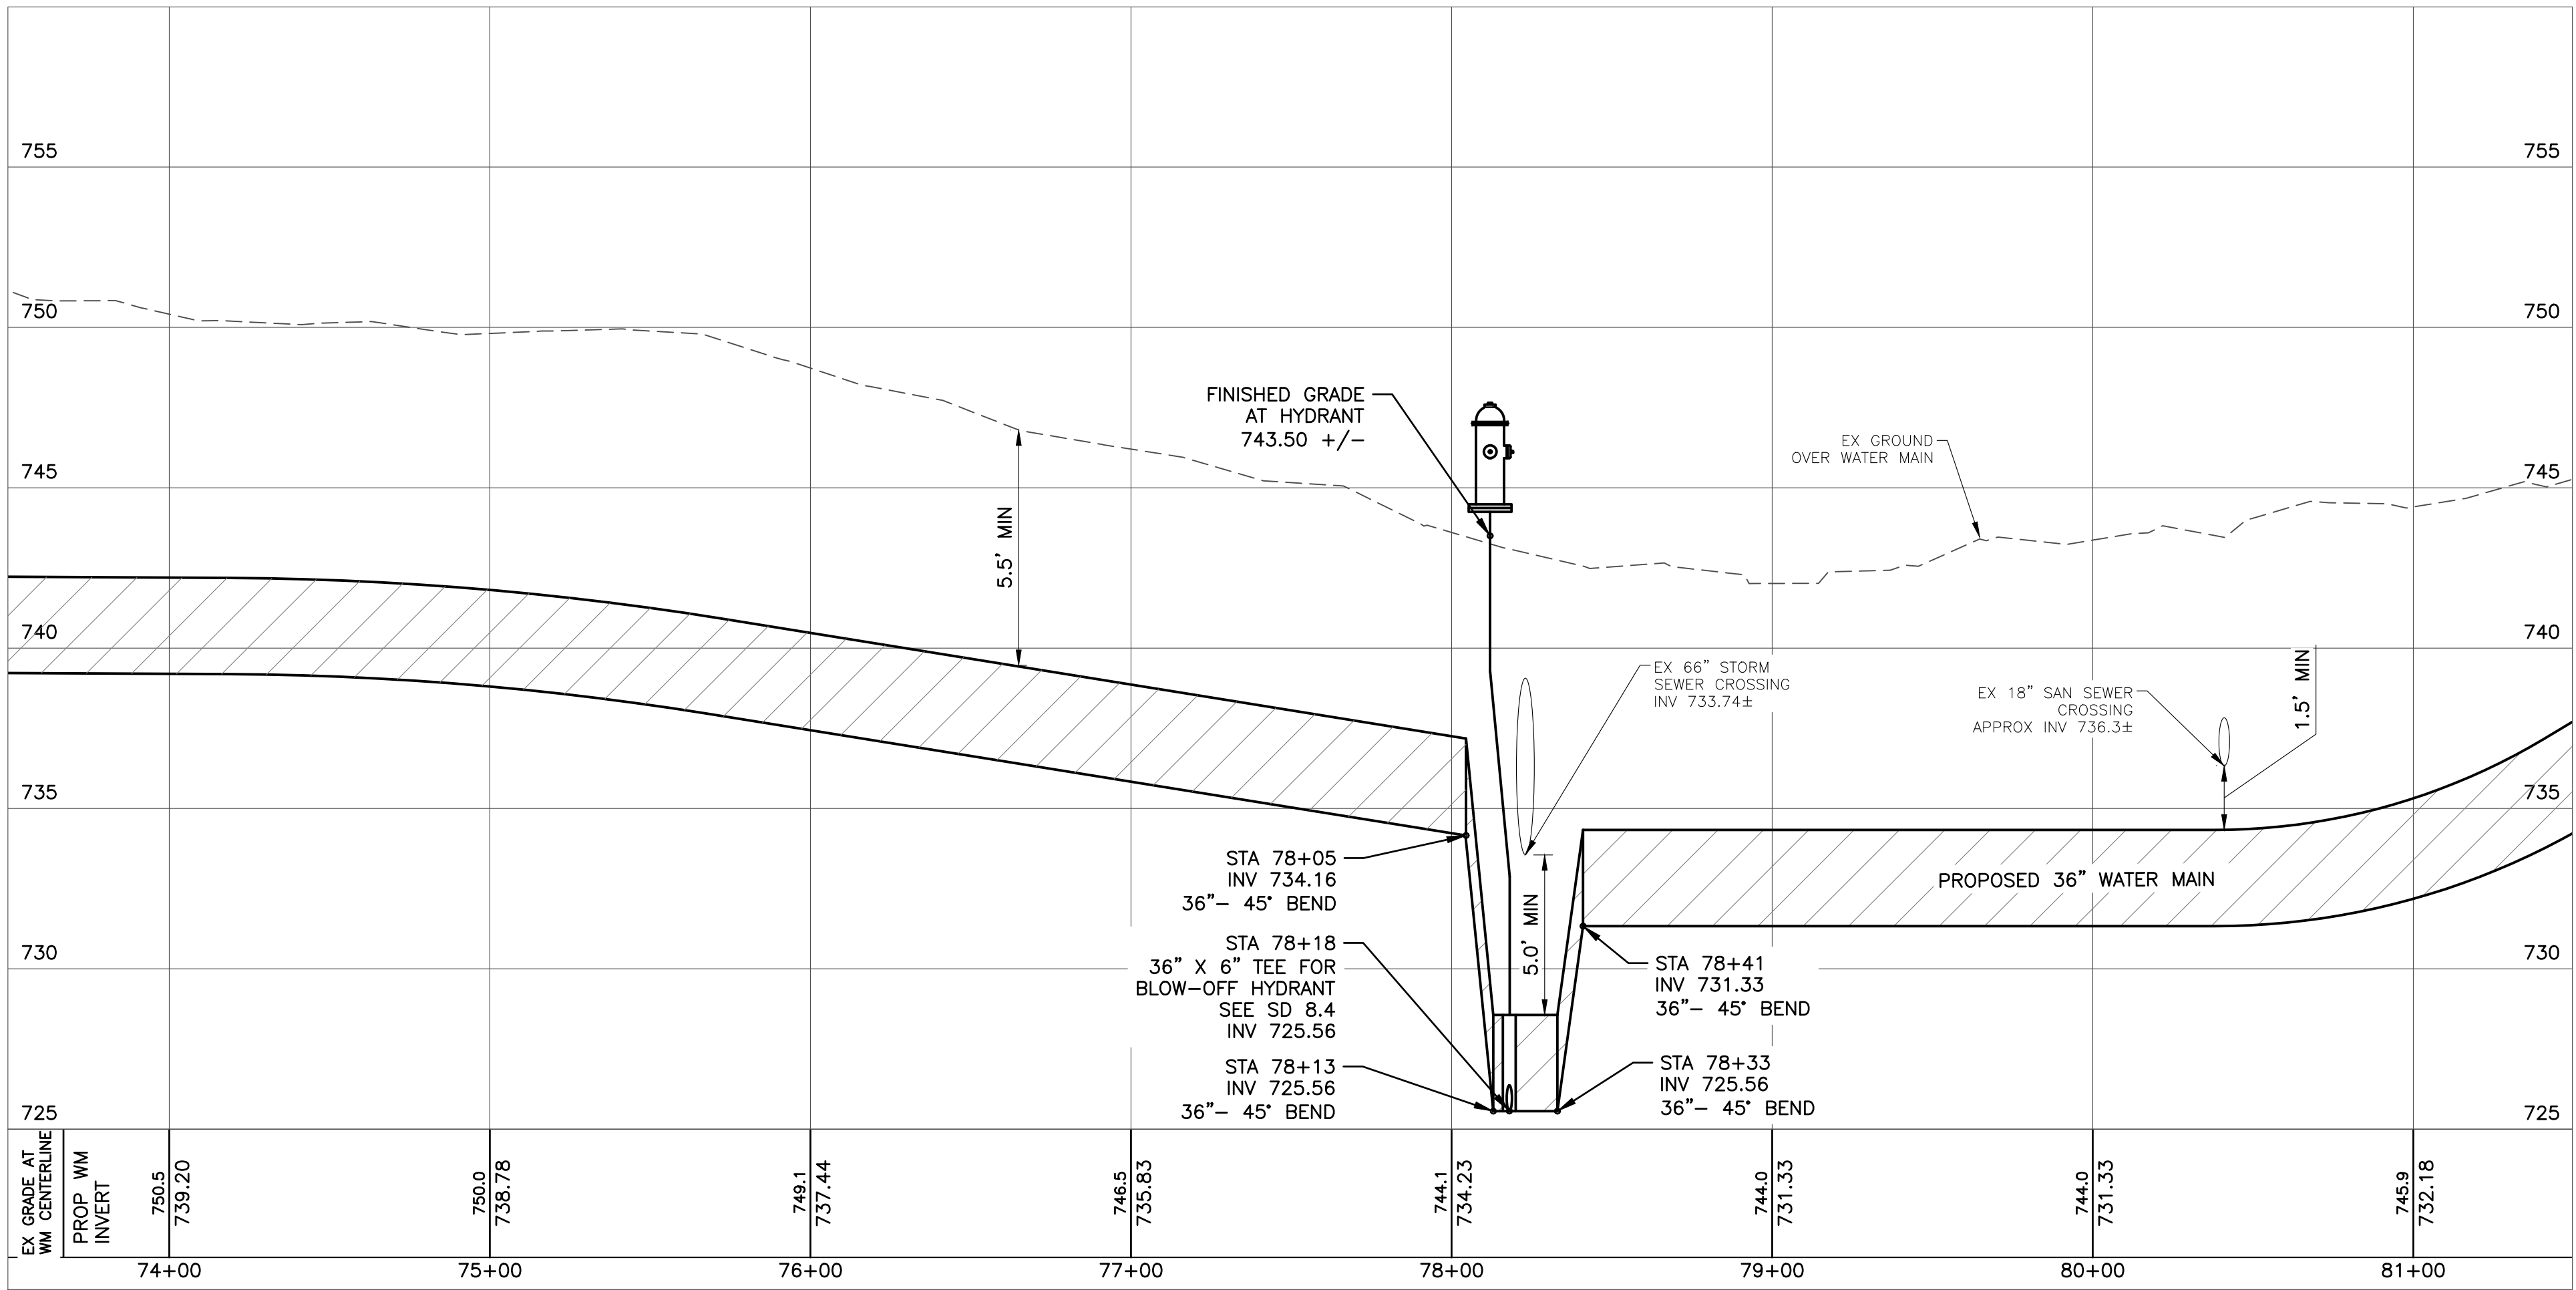 755
755
750
750
745
745
740
740
735
735
730
730
725
725
FINISHED GRADE
AT HYDRANT
743.50 +/-
EX GROUND
OVER WATER MAIN
5.5' MIN
EX 66" STORM
SEWER CROSSING
INV 733.74±
EX 18" SAN SEWER
CROSSING
APPROX INV 736.3±
1.5' MIN
STA 78+05
INV 734.16
36"- 45° BEND
PROPOSED 36" WATER MAIN
5.0' MIN
STA 78+18
36" X 6" TEE FOR
BLOW-OFF HYDRANT
SEE SD 8.4
INV 725.56
STA 78+41
INV 731.33
36"- 45° BEND
STA 78+13
INV 725.56
36"- 45° BEND
STA 78+33
INV 725.56
36"- 45° BEND
EX GRADE AT
WM CENTERLINE
PROP WM
INVERT
750.5
739.20
750.0
738.78
749.1
737.44
746.5
735.83
744.1
734.23
744.0
731.33
744.0
731.33
745.9
732.18
74+00
75+00
76+00
77+00
78+00
79+00
80+00
81+00